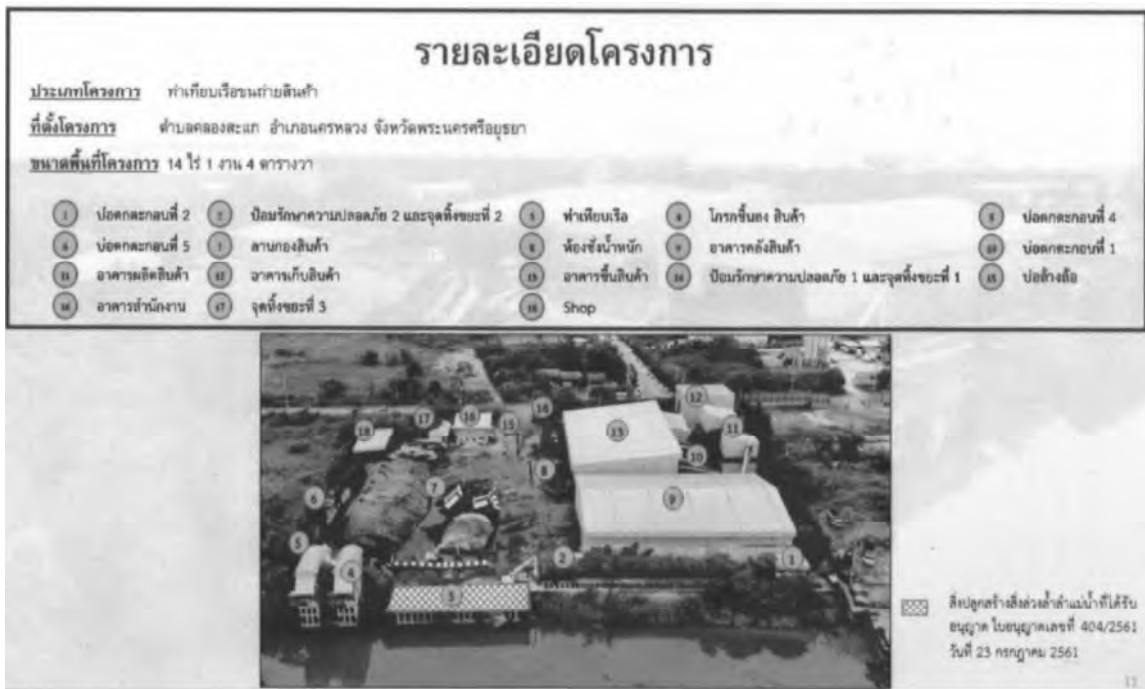 รายละเอียดโครงการ
ประเภทโครงการ ท่าเทียบเรือขนถ่ายสินค้า
ที่ตั้งโครงการ ตำบลคลองสะแก อำเภอนครหลวง จังหวัดพระนครศรีอยุธยา
ขนาดพื้นที่โครงการ 14 ไร่ 1 งาน 4 ตารางวา
1 บ่อตกตะกอนที่ 2 2 ป้อมรักษาความปลอดภัย 2 และจุดทิ้งขยะที่ 2 3 ท่าเทียบเรือ 4 โกรกขึ้นลง สินค้า 5 บ่อตกตะกอนที่ 4
6 บ่อตกตะกอนที่ 5 7 ลานกองสินค้า 8 ห้องชั่งน้ำหนัก 9 อาคารคลังสินค้า 10 บ่อตกตะกอนที่ 1
11 อาคารผลิตสินค้า 12 อาคารเก็บสินค้า 13 อาคารขึ้นสินค้า 14 ป้อมรักษาความปลอดภัย 1 และจุดทิ้งขยะที่ 1 15 บ่อล้างล้อ
16 อาคารสำนักงาน 17 จุดทิ้งขยะที่ 3 18 Shop
12
17 16 14
18 15 13 11
10
8
6 7 9
5
4 2 1
3
สิ่งปลูกสร้างสิ่งล่วงล้ำลำแม่น้ำที่ได้รับ
อนุญาต ใบอนุญาตเลขที่ 404/2561
วันที่ 23 กรกฎาคม 2561